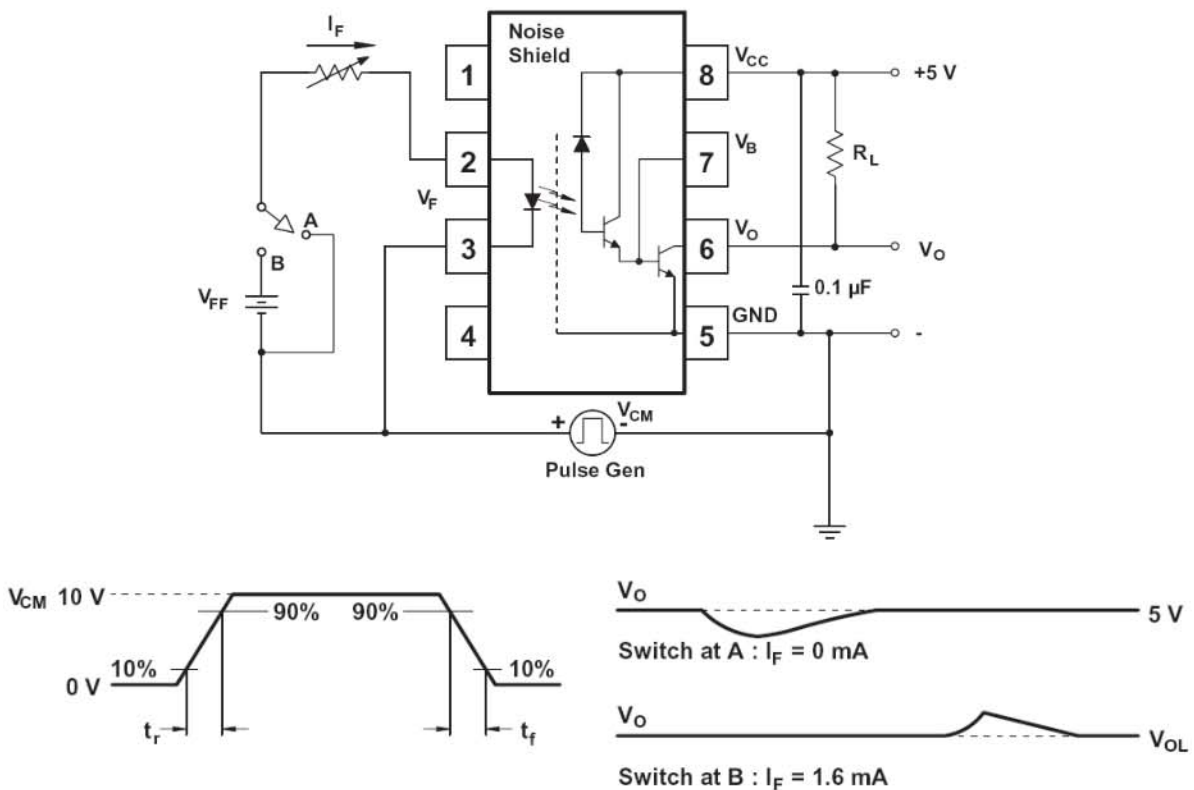 I_F
Noise
Shield
1
8
V_CC
+5 V
2
7
V_B
R_L
V_F
A
3
6
V_O
V_O
B
V_FF
0.1 µF
4
5
GND
-
+
V_CM
-
Pulse Gen
V_CM 10 V
90%
90%
10%
10%
0 V
t_r
t_f
V_O
5 V
Switch at A : I_F = 0 mA
V_O
V_OL
Switch at B : I_F = 1.6 mA